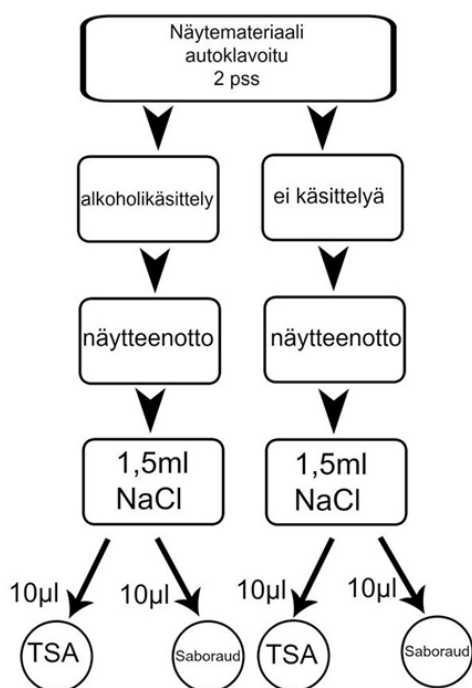 Näytemateriaali
autoklavoitu
2 pss
alkoholikäsittely
ei käsittelyä
näytteenotto
näytteenotto
1,5ml
NaCl
1,5ml
NaCl
10µl
10µl
10µl
10µl
TSA
Saboraud
TSA
Saboraud